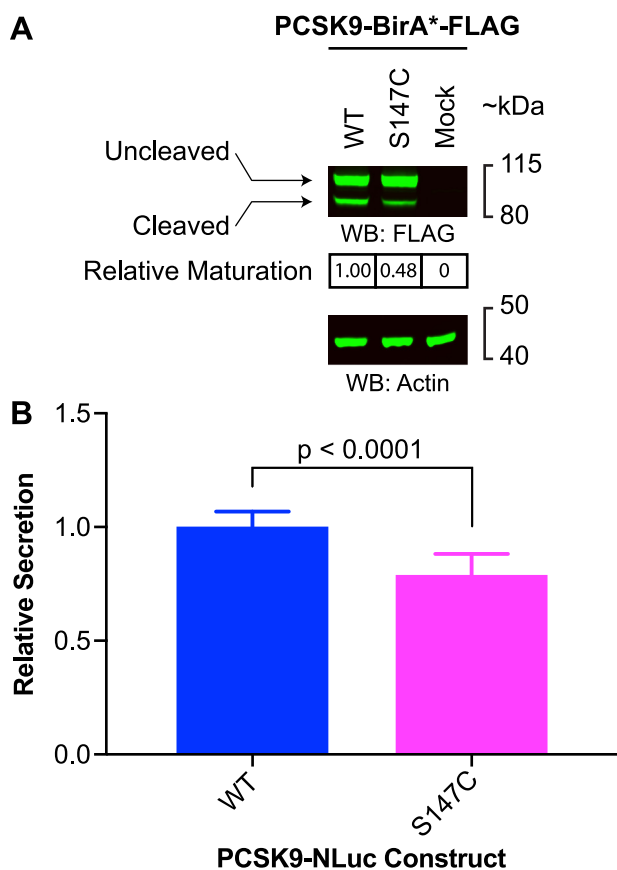 A
PCSK9-BirA*-FLAG
WT
S147C
Mock
~kDa
Uncleaved
Cleaved
115
80
WB: FLAG
Relative Maturation
1.00
0.48
0
50
40
WB: Actin
B
Relative Secretion
1.5
1.0
0.5
0.0
p < 0.0001
WT
S147C
PCSK9-NLuc Construct